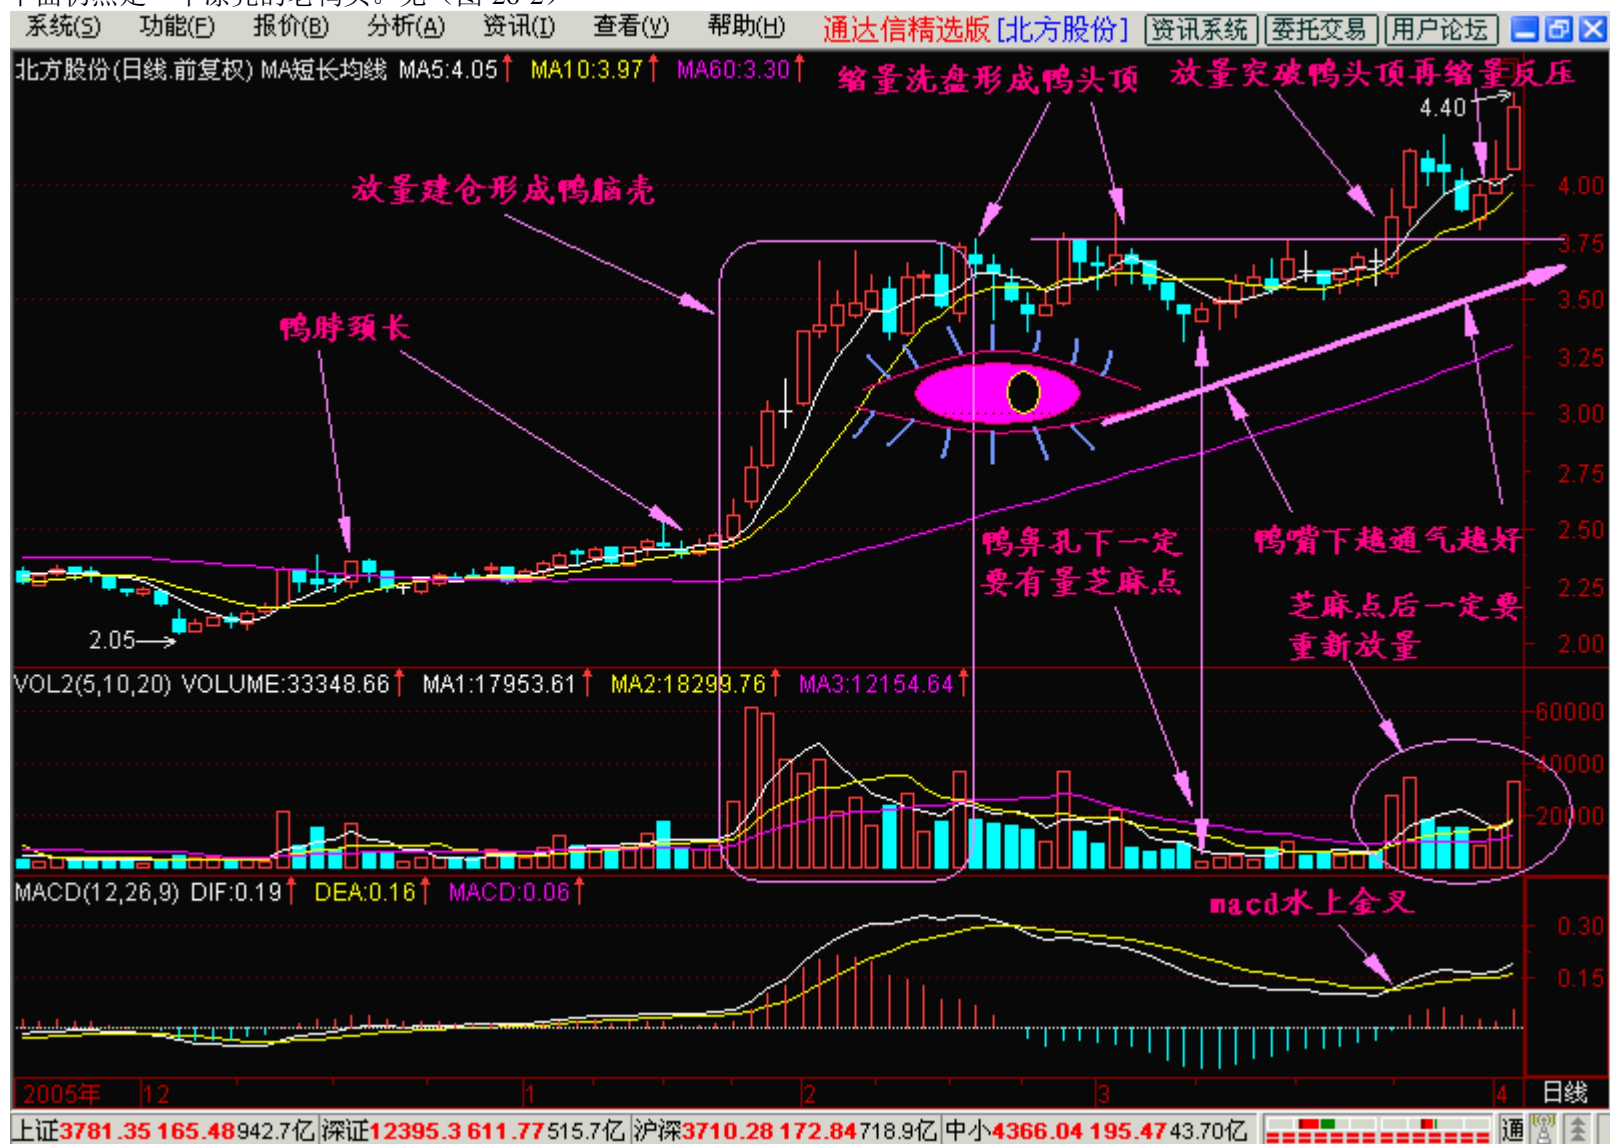 系统(S) 功能(F) 报价(B) 分析(A) 资讯(I) 查看(V) 帮助(H) 通达信精选版 [北方股份] 资讯系统 委托交易 用户论坛
北方股份(日线.前复权) MA短长均线 MA5:4.05↑ MA10:3.97↑ MA60:3.30↑
缩量洗盘形成鸭头顶
放量突破鸭头顶再缩量反压
4.40
放量建仓形成鸭脑壳
4.00
3.75
鸭脖颈长
3.50
3.25
3.00
2.75
2.50
鸭鼻孔下一定
要有量芝麻点
鸭嘴下越通气越好
2.25
芝麻点后一定要
重新放量
2.05
2.00
VOL2(5,10,20) VOLUME:33348.66↑ MA1:17953.61↑ MA2:18299.76↑ MA3:12154.64↑
60000
40000
20000
MACD(12,26,9) DIF:0.19↑ DEA:0.16↑ MACD:0.06↑
macd水上金叉
0.30
0.15
2005年 12 1 2 3 4 日线
上证3781.35 165.48 942.7亿 深证12395.3 611.77 515.7亿 沪深3710.28 172.84 718.9亿 中小4366.04 195.47 43.70亿 通